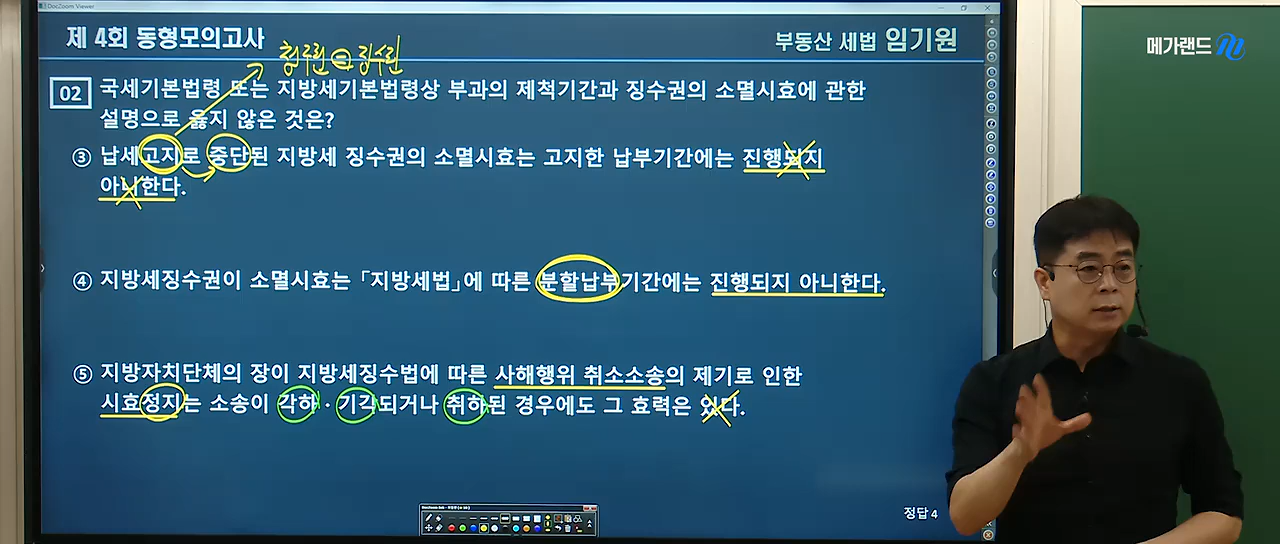 DocZoom Viewer
제 4회 동형모의고사
부동산 세법 임기원
메가랜드
청구권 = 징수권
02 국세기본법령 또는 지방세기본법령상 부과의 제척기간과 징수권의 소멸시효에 관한
설명으로 옳지 않은 것은?
③ 납세고지로 중단된 지방세 징수권의 소멸시효는 고지한 납부기간에는 진행되지
아니한다.
④ 지방세징수권이 소멸시효는 「지방세법」에 따른 분할납부기간에는 진행되지 아니한다.
⑤ 지방자치단체의 장이 지방세징수법에 따른 사해행위 취소소송의 제기로 인한
시효정지는 소송이 각하·기각되거나 취하된 경우에도 그 효력은 있다.
정답 4